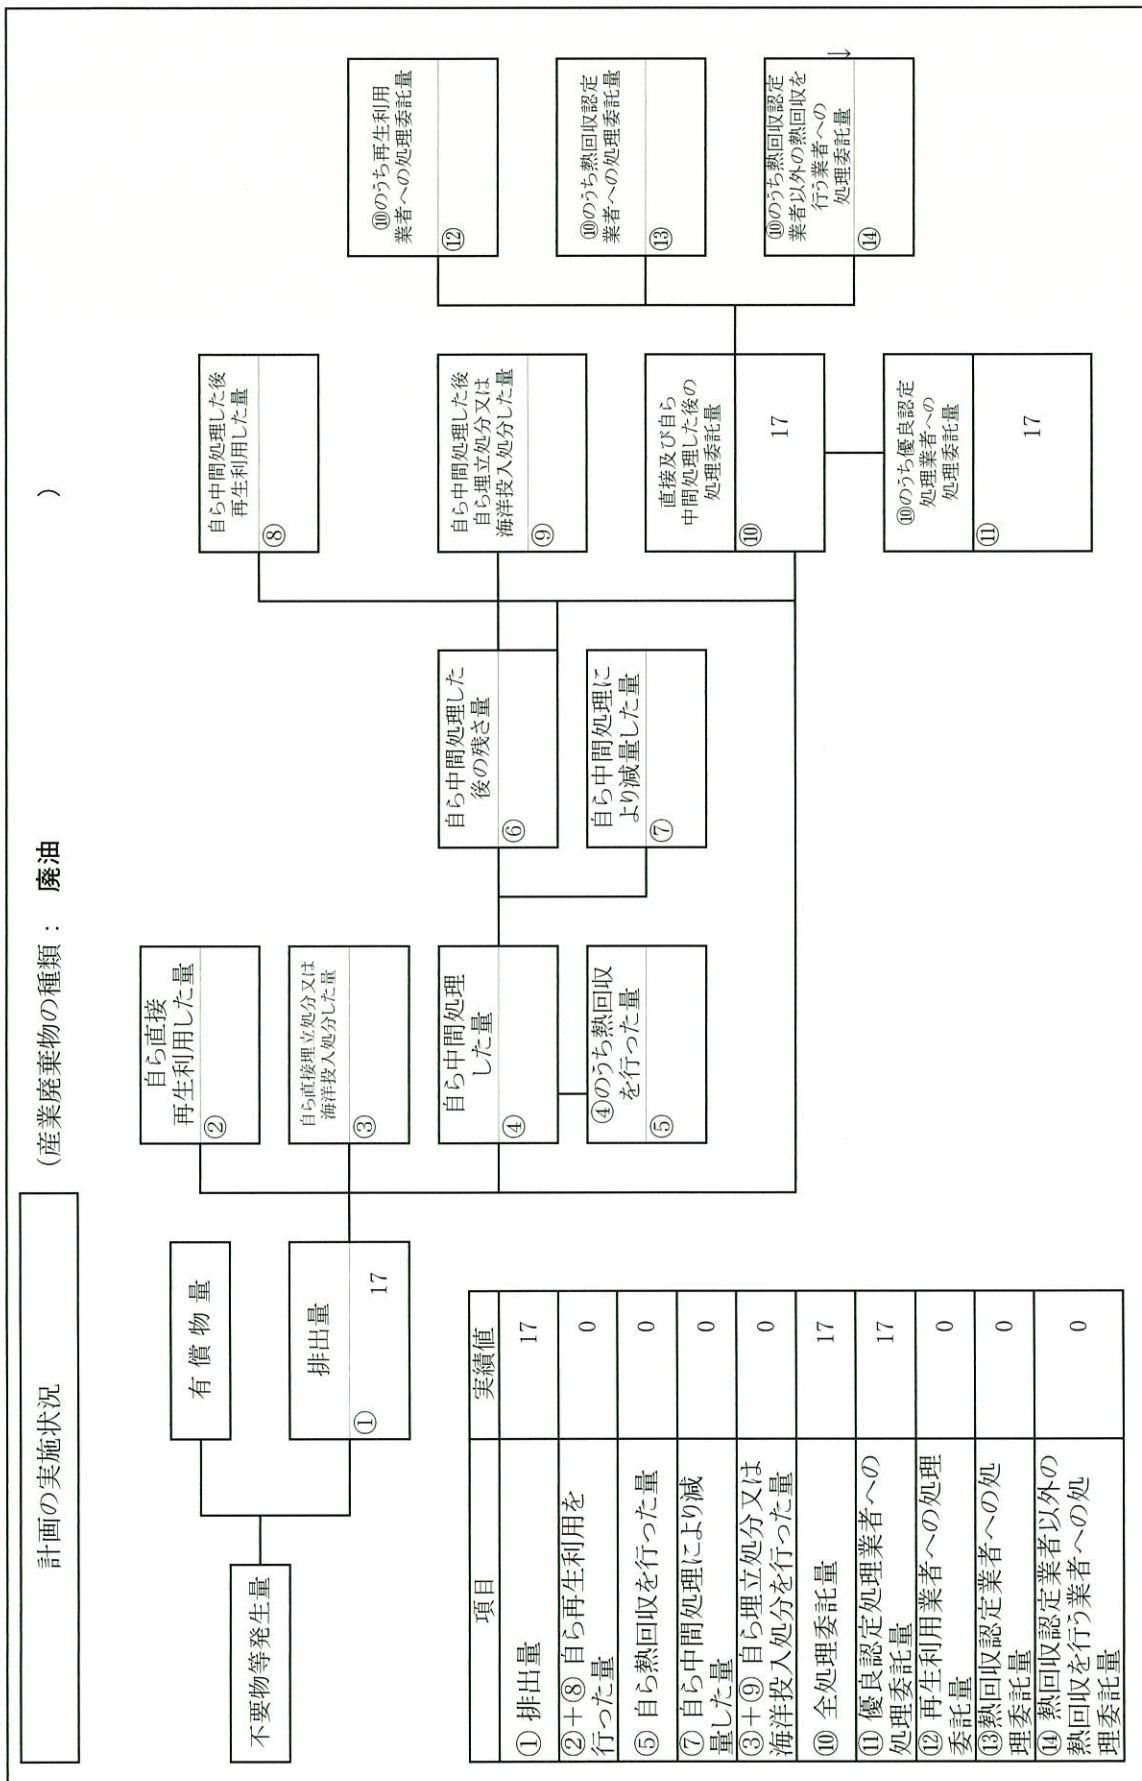 計画の実施状況
(産業廃棄物の種類： 廃油 )
不要物等発生量
有償物量
排出量
① 17
自ら直接
再生利用した量
②
自ら直接埋立処分又は
海洋投入処分した量
③
自ら中間処理
した量
④
④のうち熱回収
を行った量
⑤
自ら中間処理した
後の残さ量
⑥
自ら中間処理に
より減量した量
⑦
自ら中間処理した後
再生利用した量
⑧
自ら中間処理した後
自ら埋立処分又は
海洋投入処分した量
⑨
直接及び自ら
中間処理した後の
処理委託量
⑩ 17
⑩のうち優良認定
処理業者への
処理委託量
⑪ 17
⑩のうち再生利用
業者への処理委託量
⑫
⑩のうち熱回収認定
業者への処理委託量
⑬
⑩のうち熱回収認定
業者以外の熱回収を
行う業者への
処理委託量
⑭
項目 実績値
① 排出量 17
②＋⑧ 自ら再生利用を
行った量 0
⑤ 自ら熱回収を行った量 0
⑦ 自ら中間処理により減
量した量 0
③＋⑨ 自ら埋立処分又は
海洋投入処分を行った量 0
⑩ 全処理委託量 17
⑪ 優良認定処理業者への
処理委託量 17
⑫ 再生利用業者への処理
委託量 0
⑬熱回収認定業者への処
理委託量 0
⑭ 熱回収認定業者以外の
熱回収を行う業者への処
理委託量 0